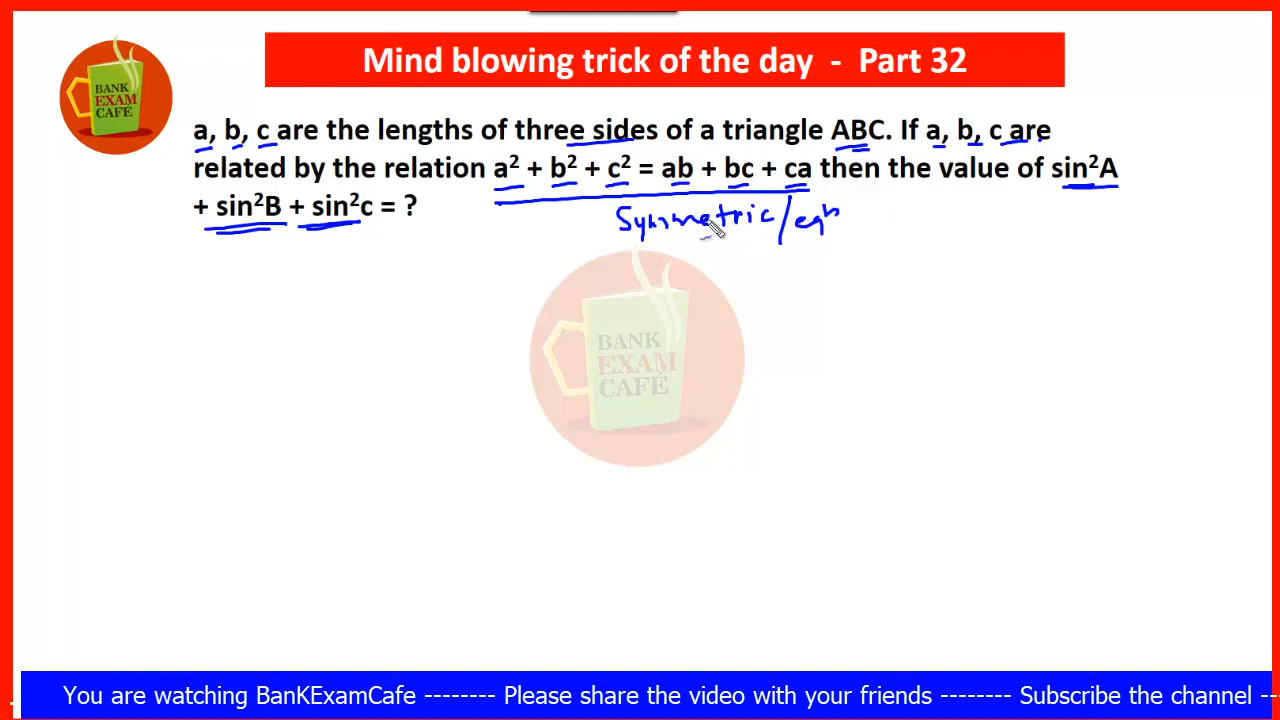 Mind blowing trick of the day - Part 32
BANK
EXAM
CAFE
a, b, c are the lengths of three sides of a triangle ABC. If a, b, c are
related by the relation a² + b² + c² = ab + bc + ca then the value of sin²A
+ sin²B + sin²c = ?
Symmetric/eqn
BANK
EXAM
CAFE
You are watching BanKExamCafe -------- Please share the video with your friends -------- Subscribe the channel ---